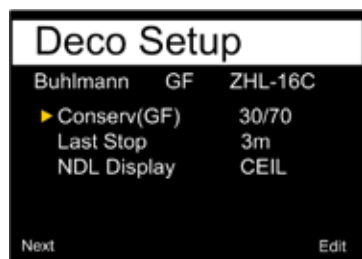 Deco Setup
Buhlmann GF ZHL-16C
Conserv(GF) 30/70
Last Stop 3m
NDL Display CEIL
Next Edit